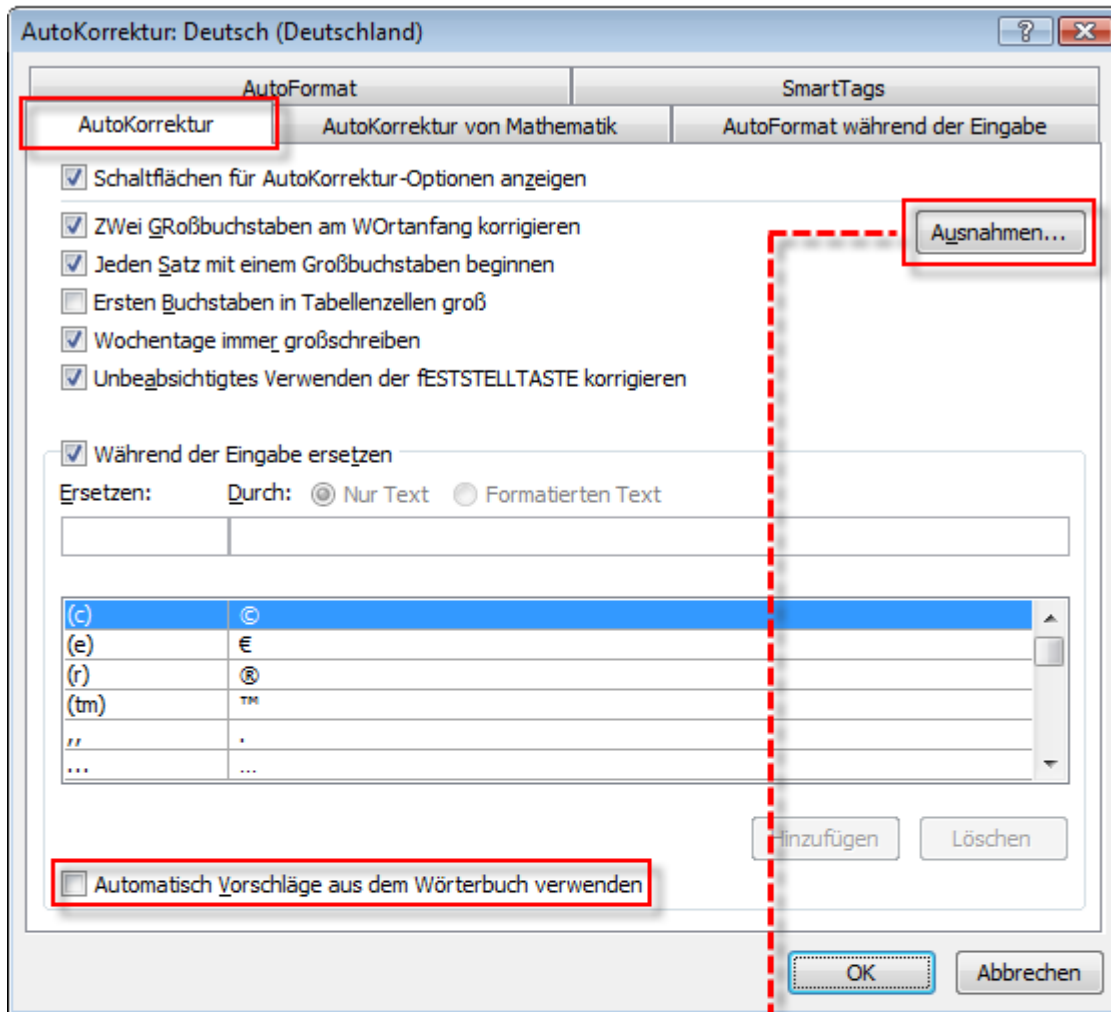 AutoKorrektur: Deutsch (Deutschland)
AutoFormat SmartTags
AutoKorrektur AutoKorrektur von Mathematik AutoFormat während der Eingabe
Schaltflächen für AutoKorrektur-Optionen anzeigen
ZWei GRoßbuchstaben am WOrtanfang korrigieren Ausnahmen...
Jeden Satz mit einem Großbuchstaben beginnen
Ersten Buchstaben in Tabellenzellen groß
Wochentage immer großschreiben
Unbeabsichtigtes Verwenden der fESTSTELLTASTE korrigieren
Während der Eingabe ersetzen
Ersetzen: Durch: Nur Text Formatierten Text
(c) ©
(e) €
(r) ®
(tm) ™
,, .
... …
Hinzufügen Löschen
Automatisch Vorschläge aus dem Wörterbuch verwenden
OK Abbrechen